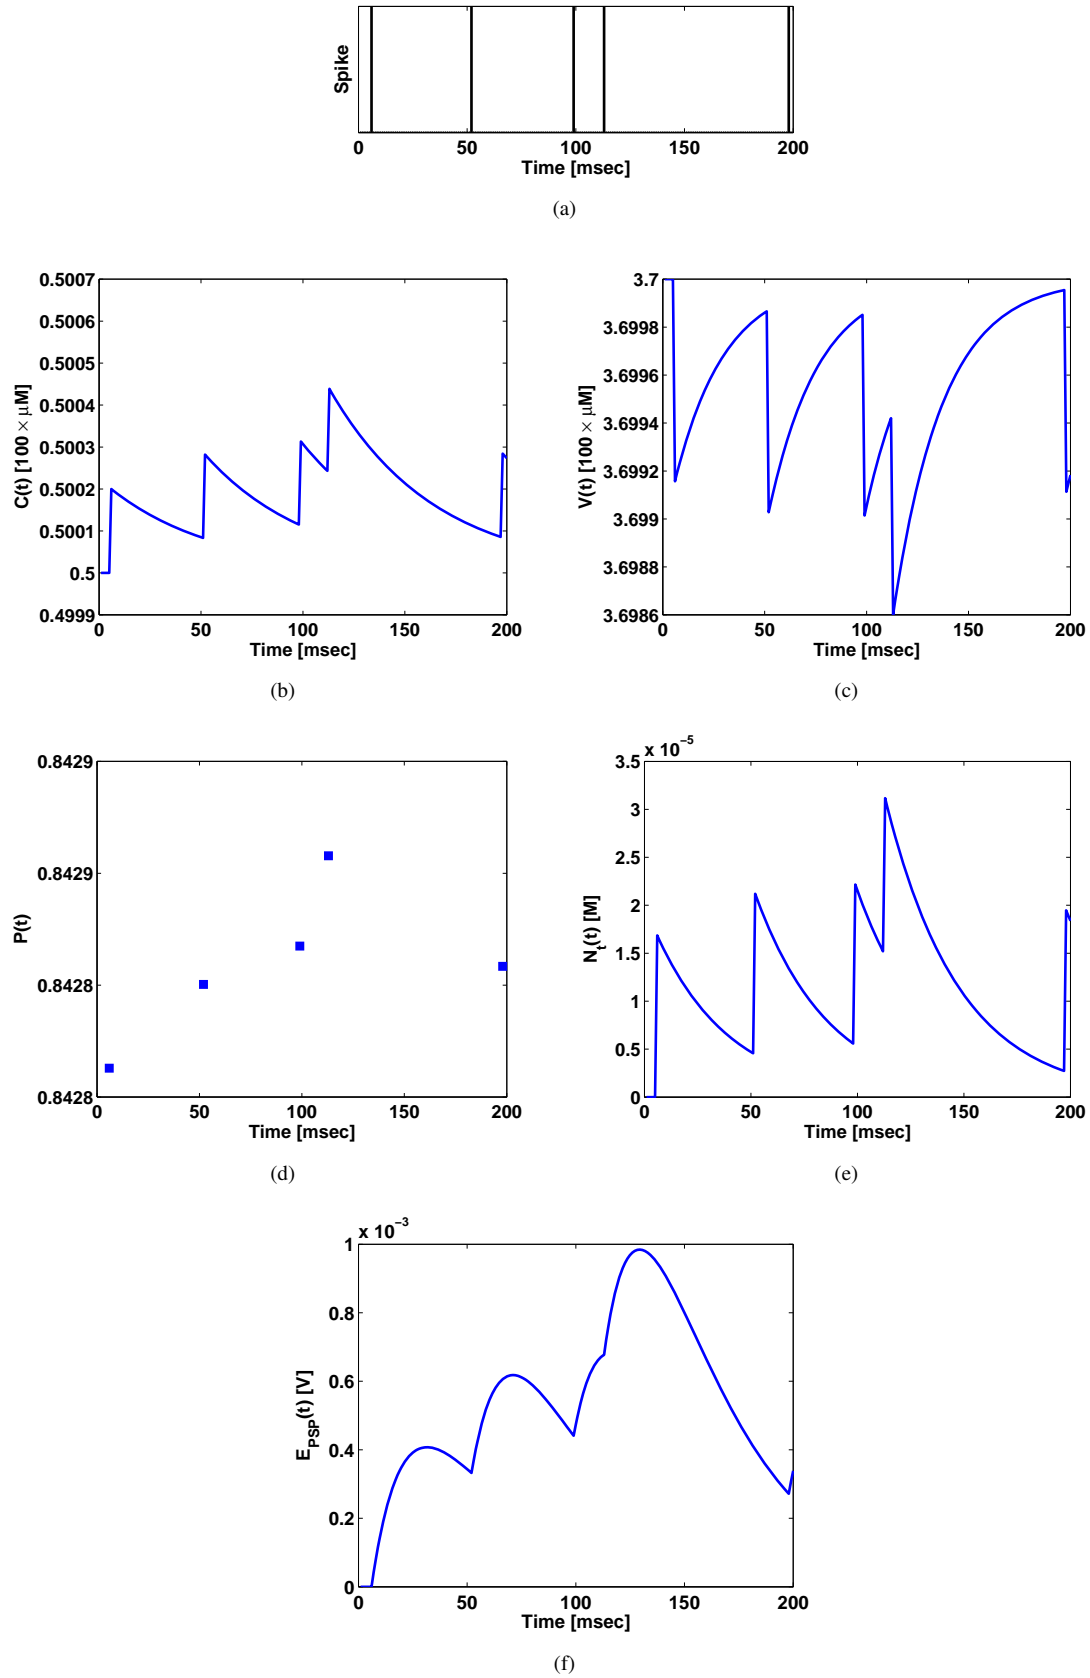 Spike
0 50 100 150 200
Time [msec]
(a)
0.5007
0.5006
0.5005
0.5004
0.5003
0.5002
0.5001
0.5
0.4999
C(t) [100 × μM]
0 50 100 150 200
Time [msec]
(b)
3.7
3.6998
3.6996
3.6994
3.6992
3.699
3.6988
3.6986
V(t) [100 × μM]
0 50 100 150 200
Time [msec]
(c)
0.8429
0.8429
0.8428
0.8428
P(t)
0 50 100 150 200
Time [msec]
(d)
x 10⁻⁵
3.5
3
2.5
2
1.5
1
0.5
0
Nₜ(t) [M]
0 50 100 150 200
Time [msec]
(e)
x 10⁻³
1
0.8
0.6
0.4
0.2
0
E_PSP(t) [V]
0 50 100 150 200
Time [msec]
(f)